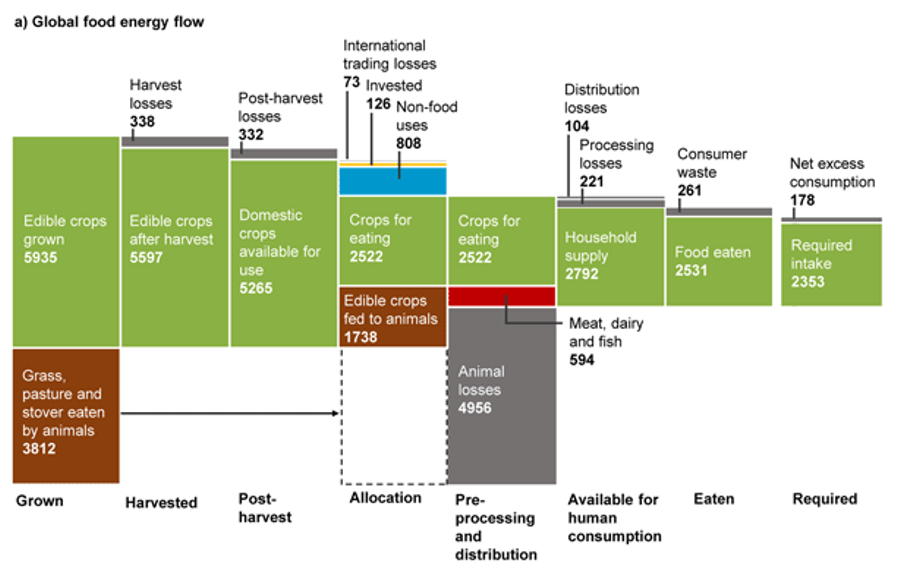 a) Global food energy flow
International
trading losses
73
Invested
126
Non-food
uses
808
Harvest
losses
338
Post-harvest
losses
332
Distribution
losses
104
Processing
losses
221
Consumer
waste
261
Net excess
consumption
178
Edible crops
grown
5935
Edible crops
after harvest
5597
Domestic
crops
available for
use
5265
Crops for
eating
2522
Crops for
eating
2522
Household
supply
2792
Food eaten
2531
Required
intake
2353
Edible crops
fed to animals
1738
Meat, dairy
and fish
594
Grass,
pasture and
stover eaten
by animals
3812
Animal
losses
4956
Grown
Harvested
Post-
harvest
Allocation
Pre-
processing
and
distribution
Available for
human
consumption
Eaten
Required